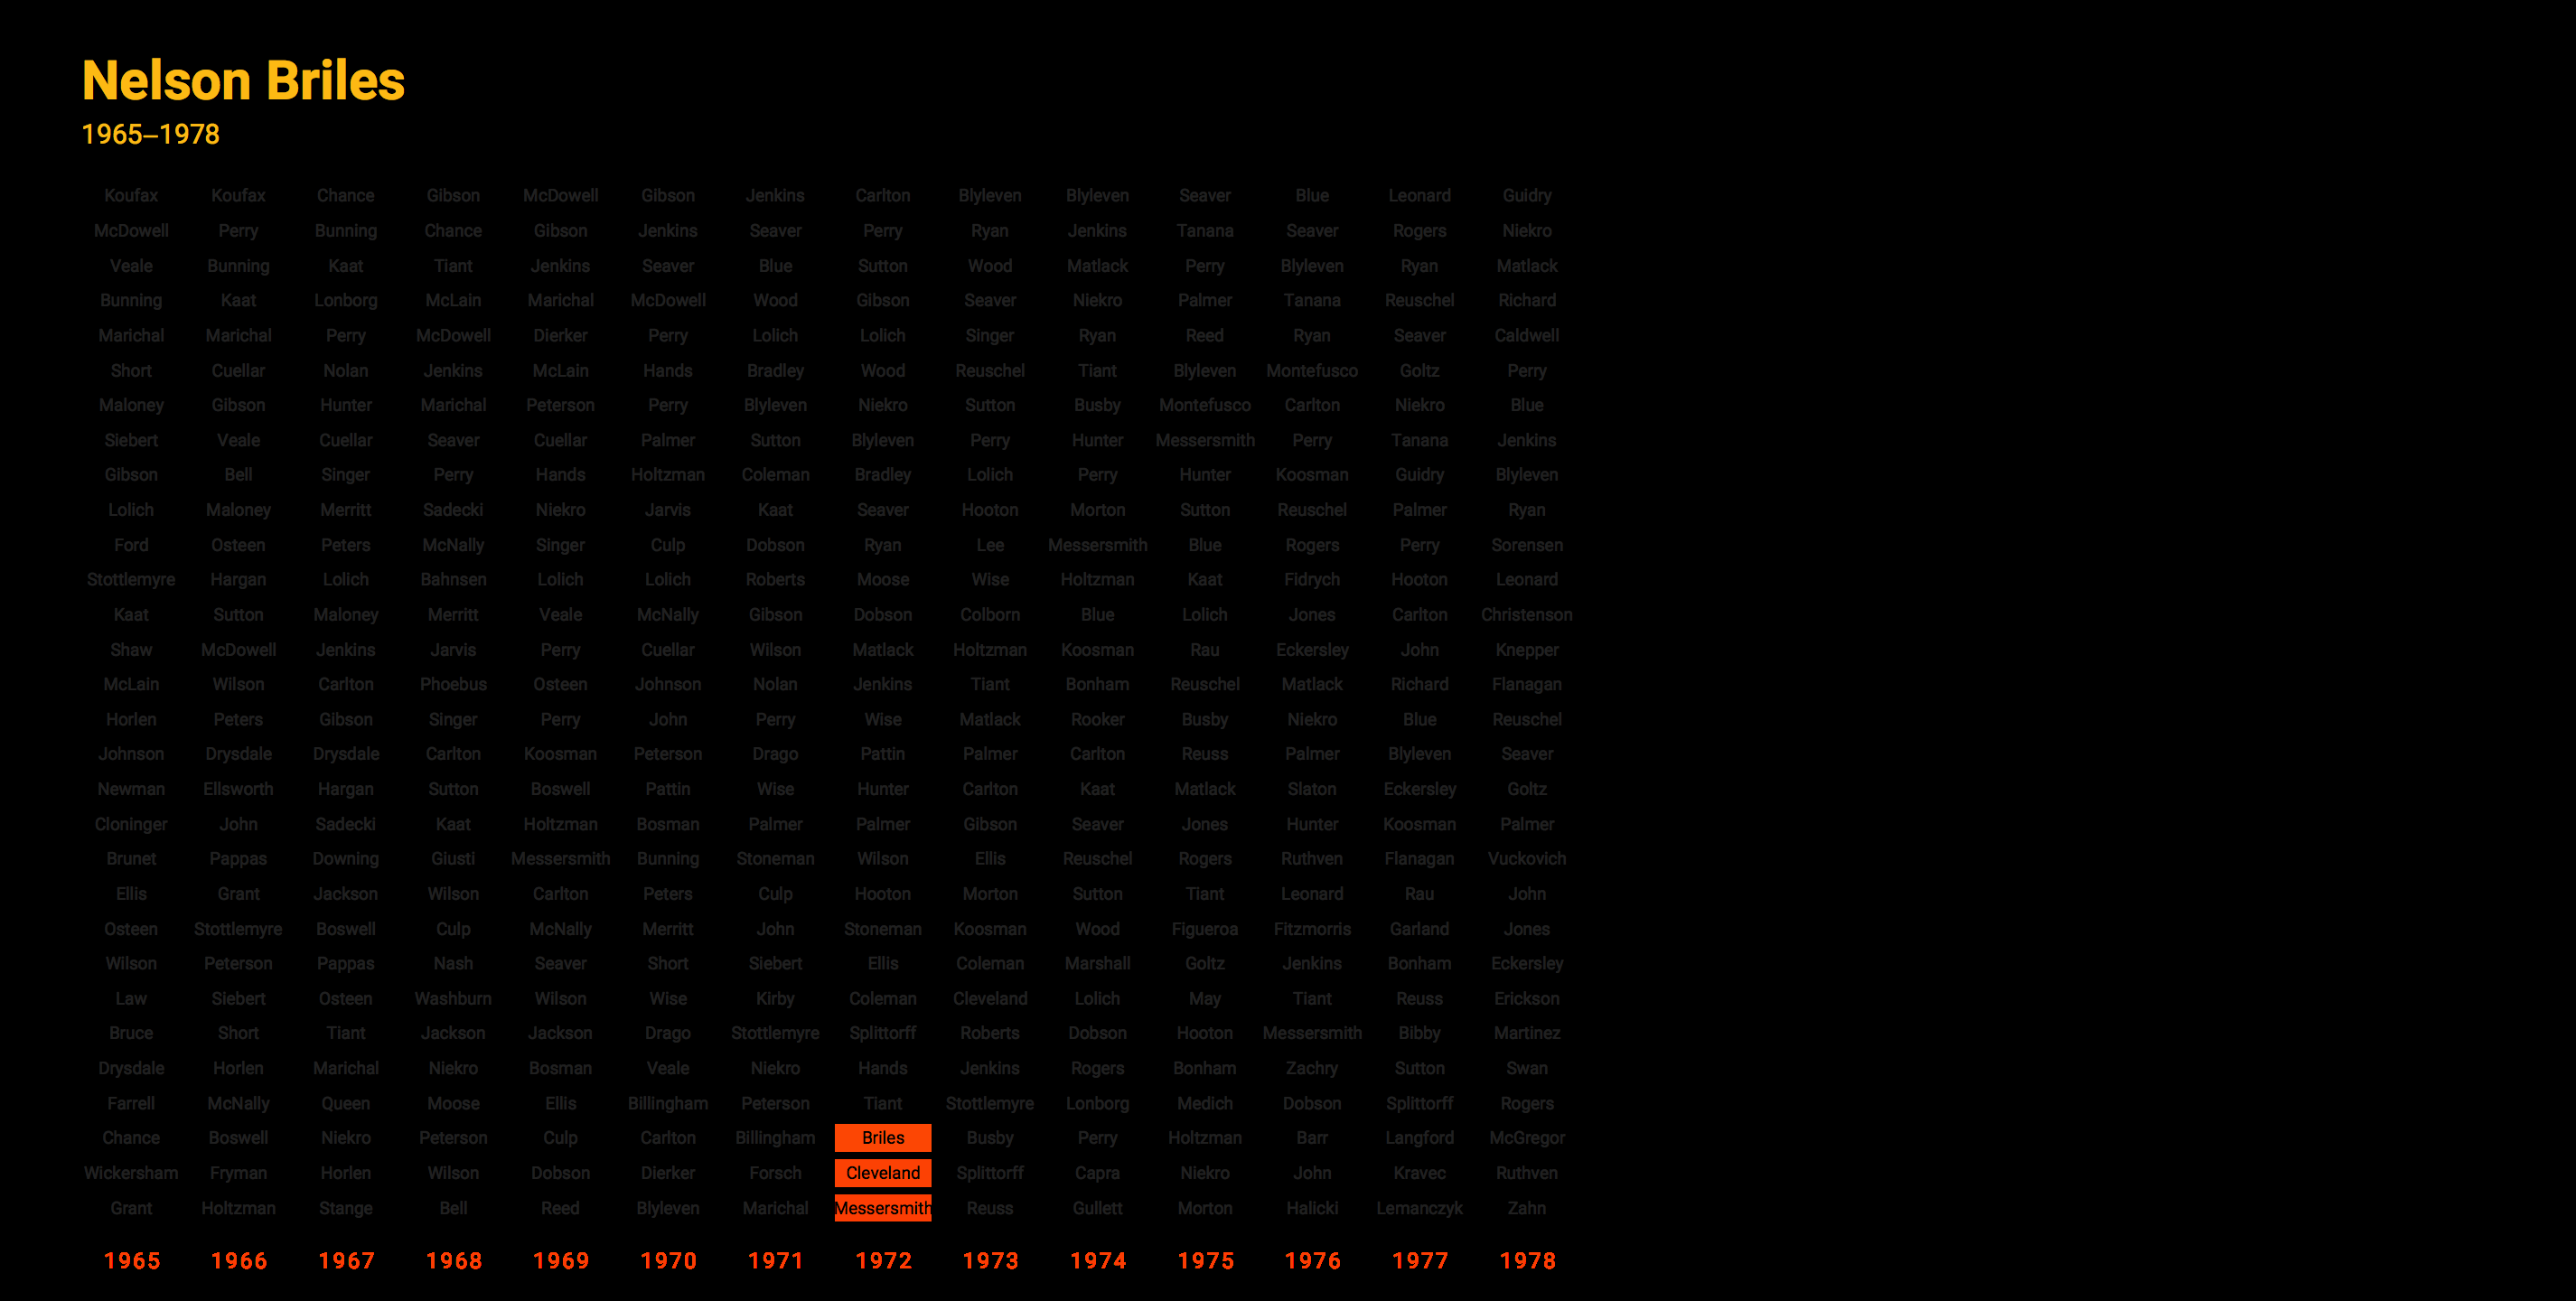 Nelson Briles
1965–1978
Koufax Koufax Chance Gibson McDowell Gibson Jenkins Carlton Blyleven Blyleven Seaver Blue Leonard Guidry
McDowell Perry Bunning Chance Gibson Jenkins Seaver Perry Ryan Jenkins Tanana Seaver Rogers Niekro
Veale Bunning Kaat Tiant Jenkins Seaver Blue Sutton Wood Matlack Perry Blyleven Ryan Matlack
Bunning Kaat Lonborg McLain Marichal McDowell Wood Gibson Seaver Niekro Palmer Tanana Reuschel Richard
Marichal Marichal Perry McDowell Dierker Perry Lolich Lolich Singer Ryan Reed Ryan Seaver Caldwell
Short Cuellar Nolan Jenkins McLain Hands Bradley Wood Reuschel Tiant Blyleven Montefusco Goltz Perry
Maloney Gibson Hunter Marichal Peterson Perry Blyleven Niekro Sutton Busby Montefusco Carlton Niekro Blue
Siebert Veale Cuellar Seaver Cuellar Palmer Sutton Blyleven Perry Hunter Messersmith Perry Tanana Jenkins
Gibson Bell Singer Perry Hands Holtzman Coleman Bradley Lolich Perry Hunter Koosman Guidry Blyleven
Lolich Maloney Merritt Sadecki Niekro Jarvis Kaat Seaver Hooton Morton Sutton Reuschel Palmer Ryan
Ford Osteen Peters McNally Singer Culp Dobson Ryan Lee Messersmith Blue Rogers Perry Sorensen
Stottlemyre Hargan Lolich Bahnsen Lolich Lolich Roberts Moose Wise Holtzman Kaat Fidrych Hooton Leonard
Kaat Sutton Maloney Merritt Veale McNally Gibson Dobson Colborn Blue Lolich Jones Carlton Christenson
Shaw McDowell Jenkins Jarvis Perry Cuellar Wilson Matlack Holtzman Koosman Rau Eckersley John Knepper
McLain Wilson Carlton Phoebus Osteen Johnson Nolan Jenkins Tiant Bonham Reuschel Matlack Richard Flanagan
Horlen Peters Gibson Singer Perry John Perry Wise Matlack Rooker Busby Niekro Blue Reuschel
Johnson Drysdale Drysdale Carlton Koosman Peterson Drago Pattin Palmer Carlton Reuss Palmer Blyleven Seaver
Newman Ellsworth Hargan Sutton Boswell Pattin Wise Hunter Carlton Kaat Matlack Slaton Eckersley Goltz
Cloninger John Sadecki Kaat Holtzman Bosman Palmer Palmer Gibson Seaver Jones Hunter Koosman Palmer
Brunet Pappas Downing Giusti Messersmith Bunning Stoneman Wilson Ellis Reuschel Rogers Ruthven Flanagan Vuckovich
Ellis Grant Jackson Wilson Carlton Peters Culp Hooton Morton Sutton Tiant Leonard Rau John
Osteen Stottlemyre Boswell Culp McNally Merritt John Stoneman Koosman Wood Figueroa Fitzmorris Garland Jones
Wilson Peterson Pappas Nash Seaver Short Siebert Ellis Coleman Marshall Goltz Jenkins Bonham Eckersley
Law Siebert Osteen Washburn Wilson Wise Kirby Coleman Cleveland Lolich May Tiant Reuss Erickson
Bruce Short Tiant Jackson Jackson Drago Stottlemyre Splittorff Roberts Dobson Hooton Messersmith Bibby Martinez
Drysdale Horlen Marichal Niekro Bosman Veale Niekro Hands Jenkins Rogers Bonham Zachry Sutton Swan
Farrell McNally Queen Moose Ellis Billingham Peterson Tiant Stottlemyre Lonborg Medich Dobson Splittorff Rogers
Chance Boswell Niekro Peterson Culp Carlton Billingham Briles Busby Perry Holtzman Barr Langford McGregor
Wickersham Fryman Horlen Wilson Dobson Dierker Forsch Cleveland Splittorff Capra Niekro John Kravec Ruthven
Grant Holtzman Stange Bell Reed Blyleven Marichal Messersmith Reuss Gullett Morton Halicki Lemanczyk Zahn
1965 1966 1967 1968 1969 1970 1971 1972 1973 1974 1975 1976 1977 1978